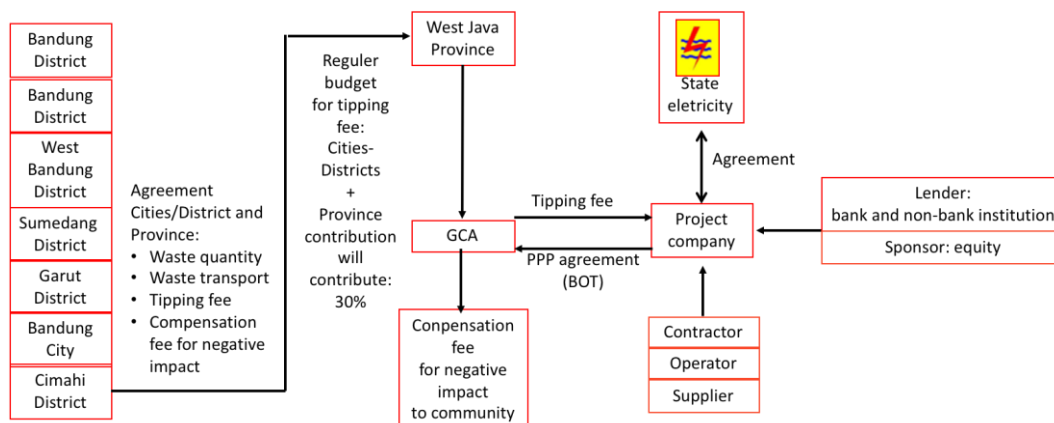 Bandung
District
Bandung
District
West
Bandung
District
Sumedang
District
Garut
District
Bandung
City
Cimahi
District
Agreement
Cities/District and
Province:
• Waste quantity
• Waste transport
• Tipping fee
• Compensation
fee for negative
impact
Reguler
budget
for tipping
fee:
Cities-
Districts
+
Province
contribution
will
contribute:
30%
West Java
Province
GCA
Conpensation
fee
for negative
impact
to community
Tipping fee
PPP agreement
(BOT)
State
eletricity
Agreement
Project
company
Contractor
Operator
Supplier
Lender:
bank and non-bank institution
Sponsor: equity